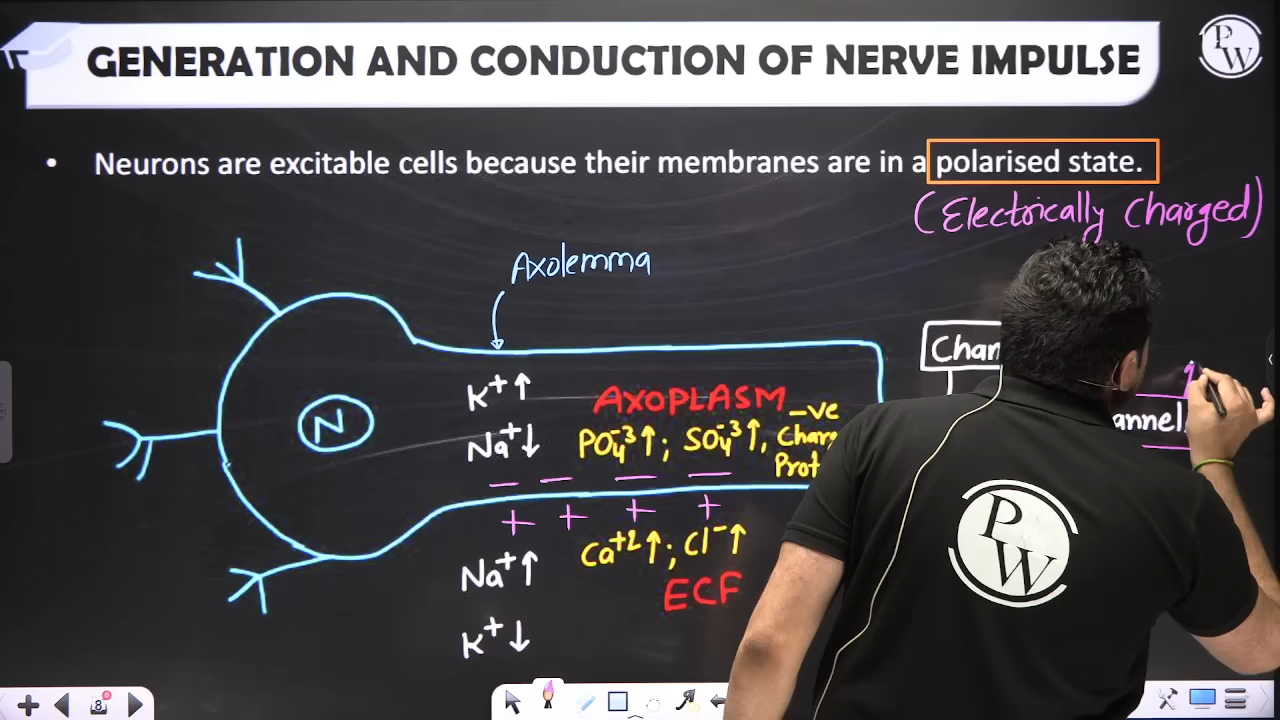 GENERATION AND CONDUCTION OF NERVE IMPULSE
PW
• Neurons are excitable cells because their membranes are in a polarised state.
(Electrically Charged)
Axolemma
K⁺↑
AXOPLASM
-ve
N
Na⁺↓
PO₄⁻³↑ ; SO₄⁻³↑,
+ + + +
Ca⁺²↑ ; Cl⁻↑
Na⁺↑
ECF
K⁺↓
PW
8